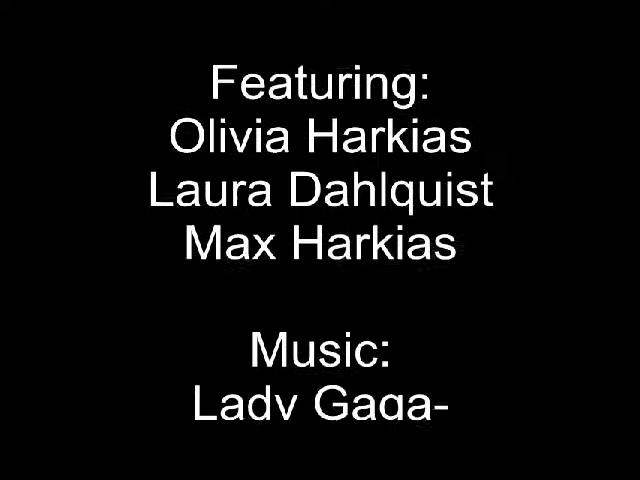 Featuring:
Olivia Harkias
Laura Dahlquist
Max Harkias
Music:
Lady Gaga-